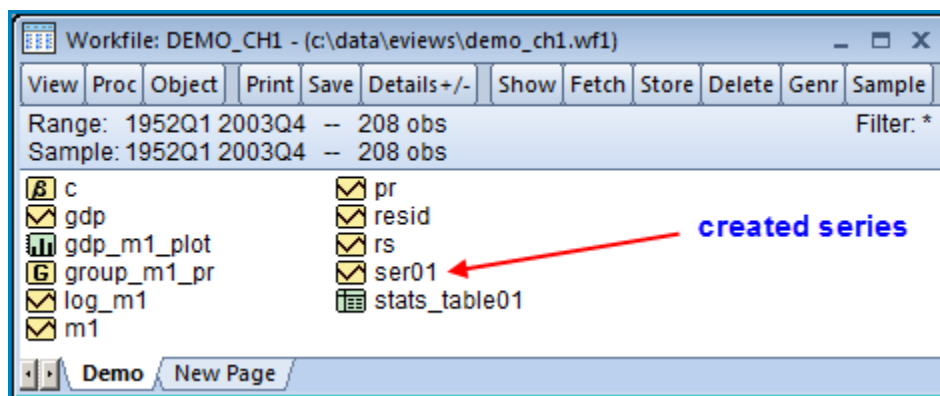 Workfile: DEMO_CH1 - (c:\data\eviews\demo_ch1.wf1)
View Proc Object Print Save Details+/- Show Fetch Store Delete Genr Sample
Range: 1952Q1 2003Q4 -- 208 obs Filter: *
Sample: 1952Q1 2003Q4 -- 208 obs
β c
gdp
gdp_m1_plot
G group_m1_pr
log_m1
m1
pr
resid
rs
ser01
stats_table01
created series
Demo New Page